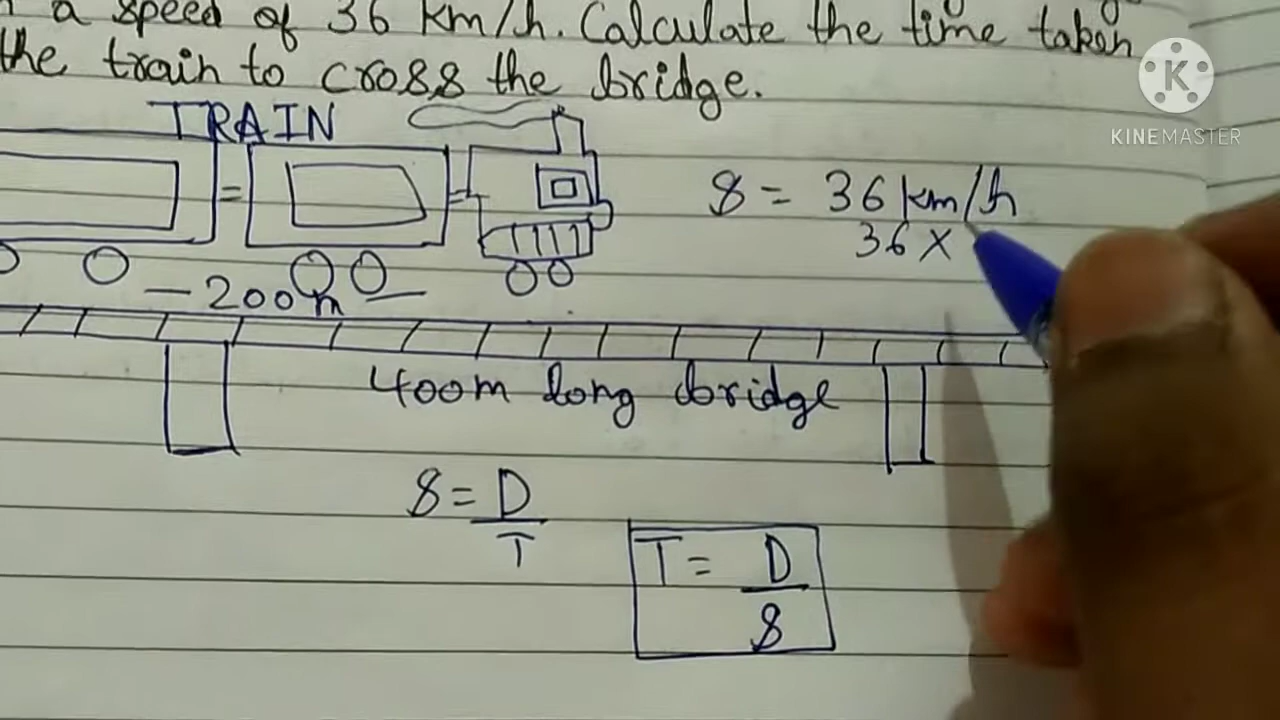 a speed of 36 km/h. Calculate the time taken
the train to cross the bridge.
KINEMASTER
TRAIN
S = 36 km/h
36 X
— 200m —
400m long bridge
S = D
T
T = D
S